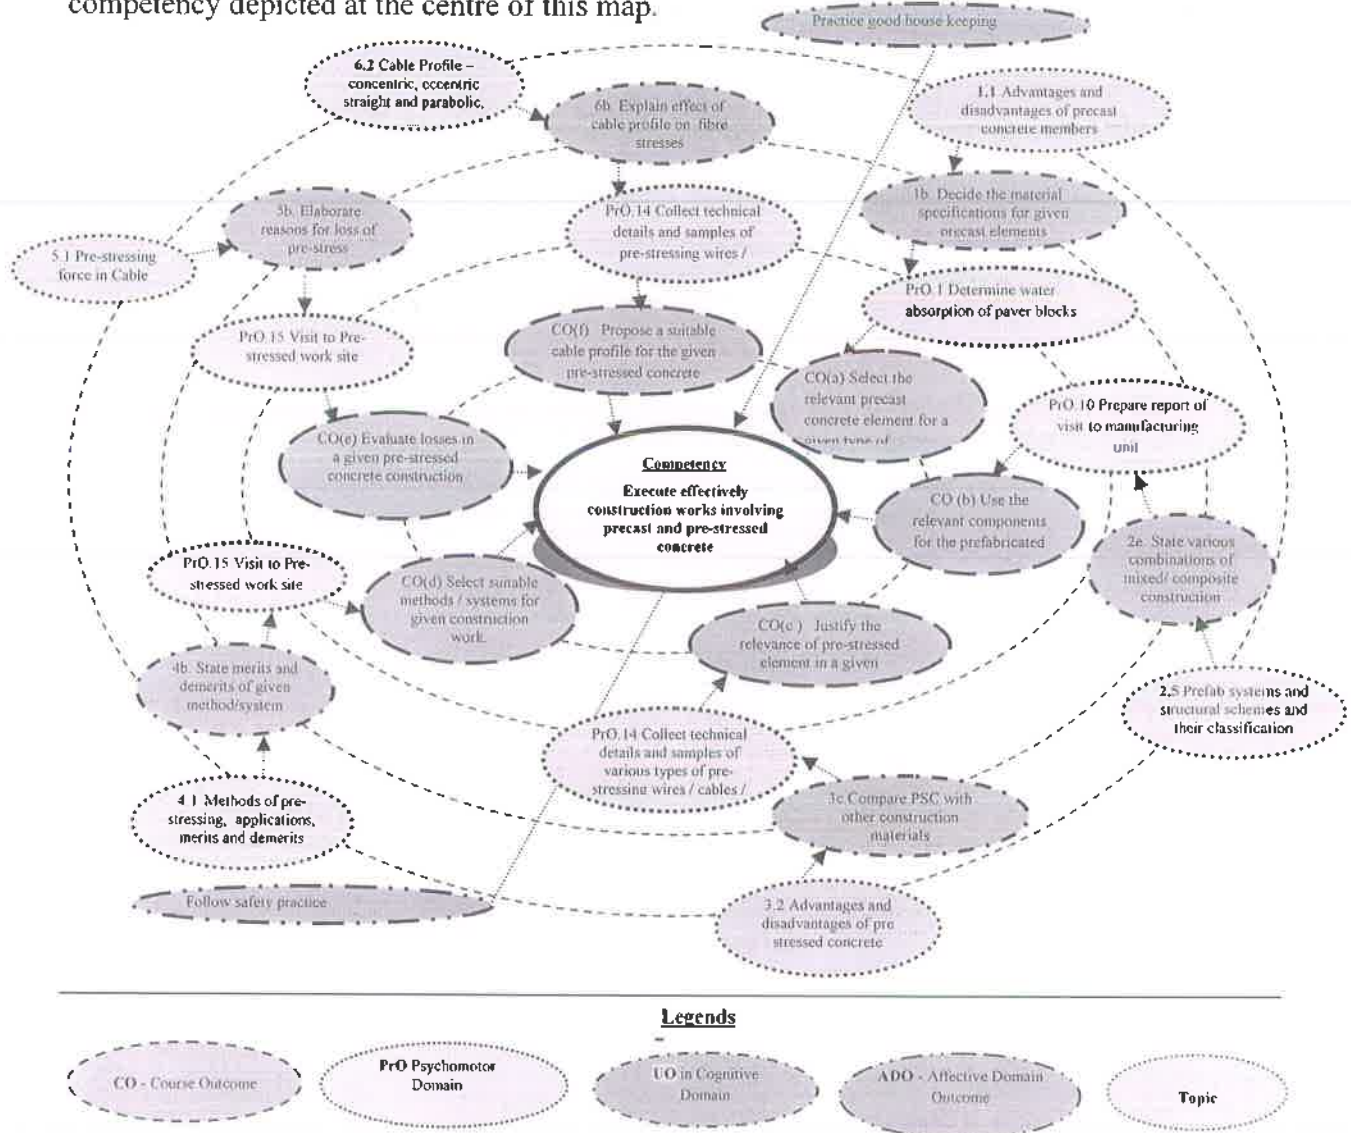 competency depicted at the centre of this map.
Practice good house keeping
6.2 Cable Profile –
concentric, eccentric
straight and parabolic,
6b. Explain effect of
cable profile on fibre
stresses
1.1 Advantages and
disadvantages of precast
concrete members
5b. Elaborate
reasons for loss of
pre-stress
PrO.14 Collect technical
details and samples of
pre-stressing wires /
1b. Decide the material
specifications for given
precast elements
5.1 Pre-stressing
force in Cable
PrO.1 Determine water
absorption of paver blocks
PrO.15 Visit to Pre-
stressed work site
CO(f) Propose a suitable
cable profile for the given
pre-stressed concrete
CO(a) Select the
relevant precast
concrete element for a
given type of
PrO.10 Prepare report of
visit to manufacturing
unit
CO(e) Evaluate losses in
a given pre-stressed
concrete construction
Competency
Execute effectively
construction works involving
precast and pre-stressed
concrete
CO (b) Use the
relevant components
for the prefabricated
2e. State various
combinations of
mixed/ composite
construction
PrO.15 Visit to Pre-
stressed work site
CO(d) Select suitable
methods / systems for
given construction
work.
CO(c ) Justify the
relevance of pre-stressed
element in a given
4b. State merits and
demerits of given
method/system
2.5 Prefab systems and
structural schemes and
their classification
PrO.14 Collect technical
details and samples of
various types of pre-
stressing wires / cables /
4.1 Methods of pre-
stressing, applications,
merits and demerits
3c Compare PSC with
other construction
materials
Follow safety practice
3.2 Advantages and
disadvantages of pre
stressed concrete
Legends
CO - Course Outcome
PrO Psychomotor
Domain
UO in Cognitive
Domain
ADO - Affective Domain
Outcome
Topic